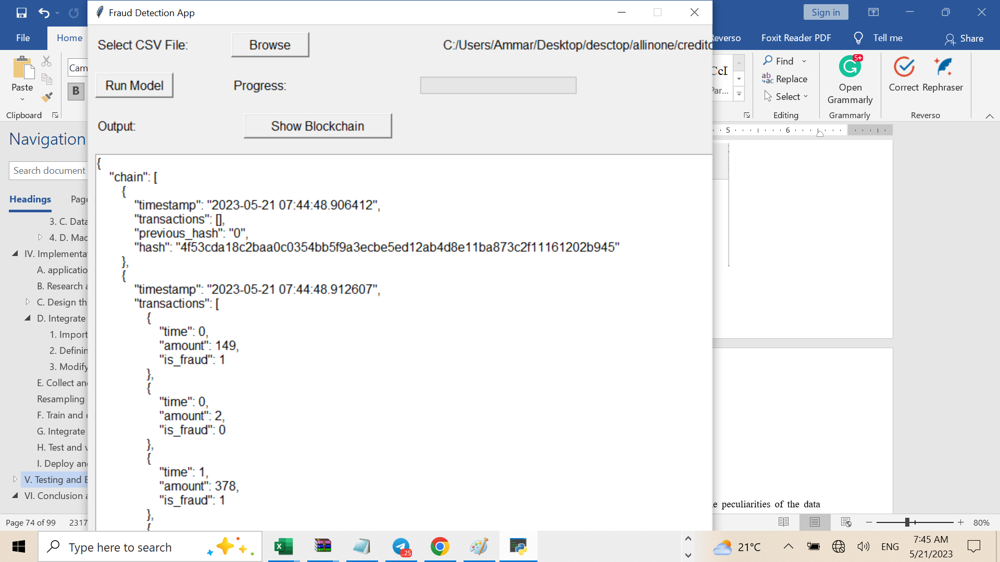 Fraud Detection App
Sign in
File
Home
Reverso
Foxit Reader PDF
Tell me
Share
Select CSV File:
Browse
C:/Users/Ammar/Desktop/desctop/allinone/creditc
Run Model
Progress:
Output:
Show Blockchain
Paste
Cam
B
Clipboard
Find
Replace
Select
Editing
Open
Grammarly
Grammarly
5+
Correct
Rephraser
Reverso
Par...
5
6
Navigation
Search document
Headings
Page
3. C. Data
4. D. Mac
IV. Implementa
A. applicatio
B. Research a
C. Design th
D. Integrate
1. Import
2. Definin
3. Modify
E. Collect and
Resampling
F. Train and e
G. Integrate
H. Test and v
I. Deploy and
V. Testing and E
VI. Conclusion a
{
"chain": [
{
"timestamp": "2023-05-21 07:44:48.906412",
"transactions": [],
"previous_hash": "0",
"hash": "4f53cda18c2baa0c0354bb5f9a3ecbe5ed12ab4d8e11ba873c2f11161202b945"
},
{
"timestamp": "2023-05-21 07:44:48.912607",
"transactions": [
{
"time": 0,
"amount": 149,
"is_fraud": 1
},
{
"time": 0,
"amount": 2,
"is_fraud": 0
},
{
"time": 1,
"amount": 378,
"is_fraud": 1
},
{
peculiarities of the data
Page 74 of 99
2317
80%
Type here to search
..25
21°C
ENG
7:45 AM
5/21/2023